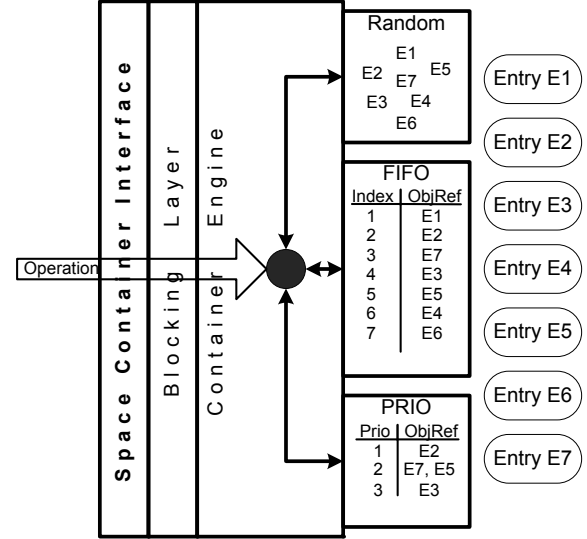 Operation
Space Container Interface
Blocking Layer
Container Engine
Random
E1
E2 E7 E5
E3 E4
E6
FIFO
Index ObjRef
1 E1
2 E2
3 E7
4 E3
5 E5
6 E4
7 E6
PRIO
Prio ObjRef
1 E2
2 E7, E5
3 E3
Entry E1
Entry E2
Entry E3
Entry E4
Entry E5
Entry E6
Entry E7